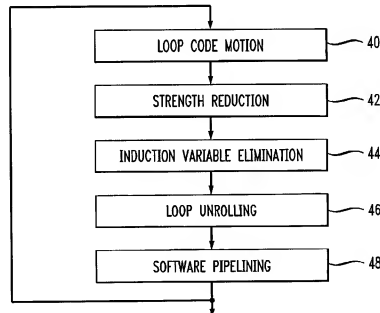 LOOP CODE MOTION 40
STRENGTH REDUCTION 42
INDUCTION VARIABLE ELIMINATION 44
LOOP UNROLLING 46
SOFTWARE PIPELINING 48